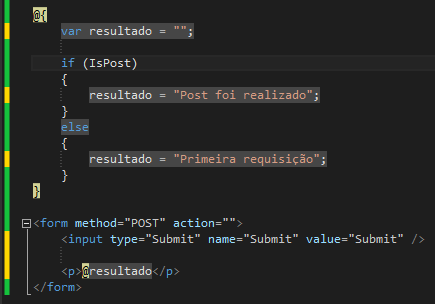 @{
var resultado = "";
if (IsPost)
{
resultado = "Post foi realizado";
}
else
{
resultado = "Primeira requisição";
}
}
<form method="POST" action="">
<input type="Submit" name="Submit" value="Submit" />
<p>@resultado</p>
</form>